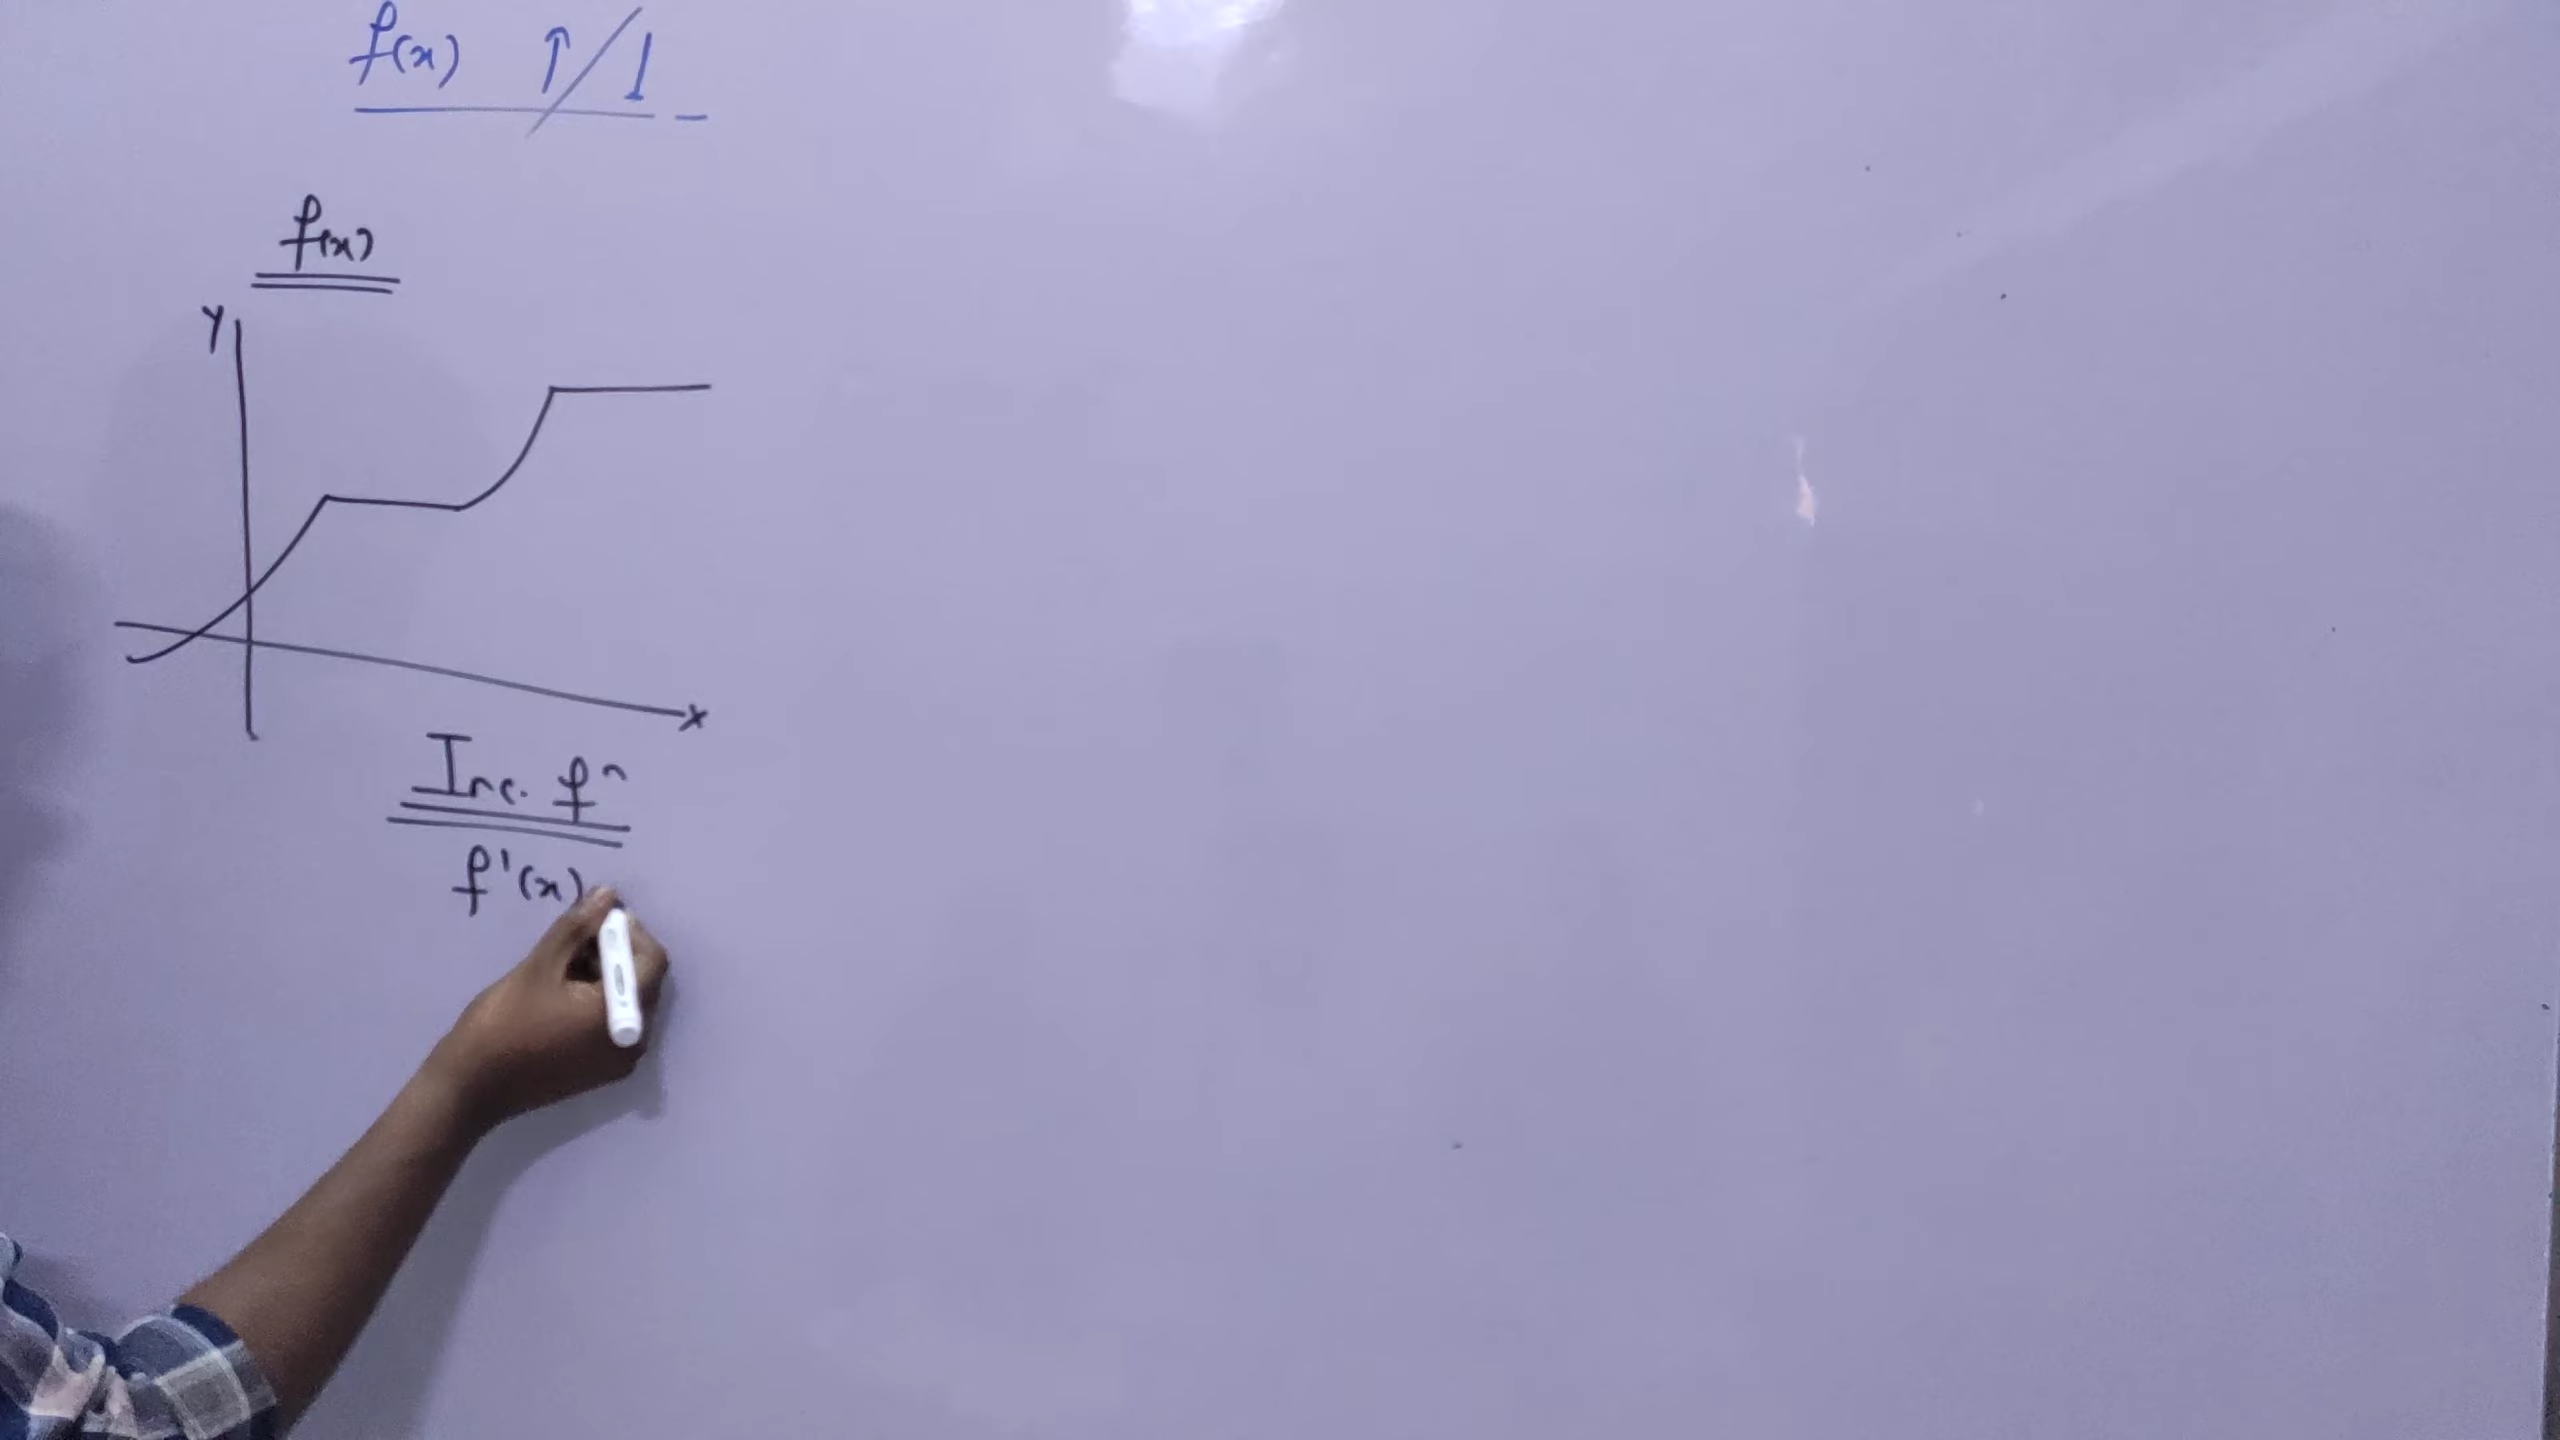 f(x) ↑/↓
f(x)
Y
X
Inc. fⁿ
f'(x)